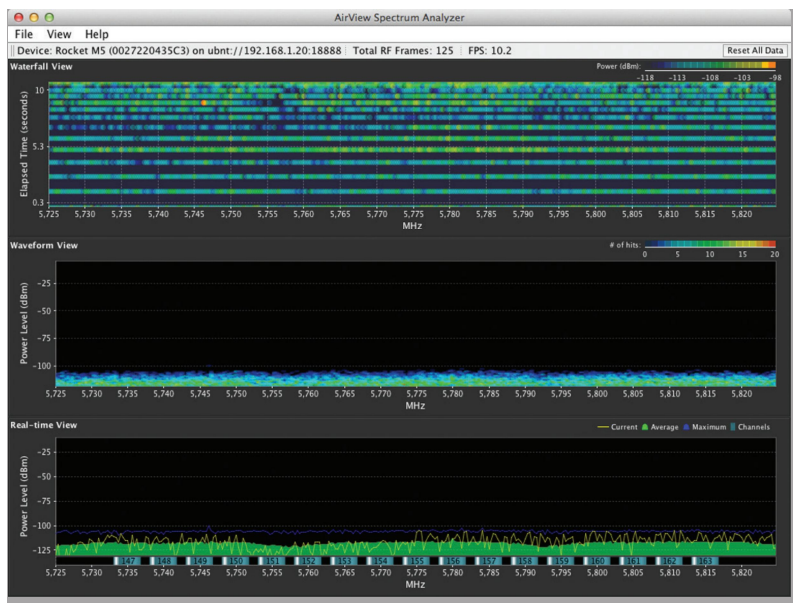 AirView Spectrum Analyzer
File View Help
Device: Rocket M5 (0027220435C3) on ubnt://192.168.1.20:18888 Total RF Frames: 125 FPS: 10.2 Reset All Data
Waterfall View
Power (dBm):
-118 -113 -108 -103 -98
Elapsed Time (seconds)
10
5.3
0.3
5,725 5,730 5,735 5,740 5,745 5,750 5,755 5,760 5,765 5,770 5,775 5,780 5,785 5,790 5,795 5,800 5,805 5,810 5,815 5,820
MHz
Waveform View
# of hits:
0 5 10 15 20
Power Level (dBm)
-25
-50
-75
-100
5,725 5,730 5,735 5,740 5,745 5,750 5,755 5,760 5,765 5,770 5,775 5,780 5,785 5,790 5,795 5,800 5,805 5,810 5,815 5,820
MHz
Real-time View
Current Average Maximum Channels
Power Level (dBm)
-25
-50
-75
-100
-125
147 148 149 150 151 152 153 154 155 156 157 158 159 160 161 162 163
5,725 5,730 5,735 5,740 5,745 5,750 5,755 5,760 5,765 5,770 5,775 5,780 5,785 5,790 5,795 5,800 5,805 5,810 5,815 5,820
MHz